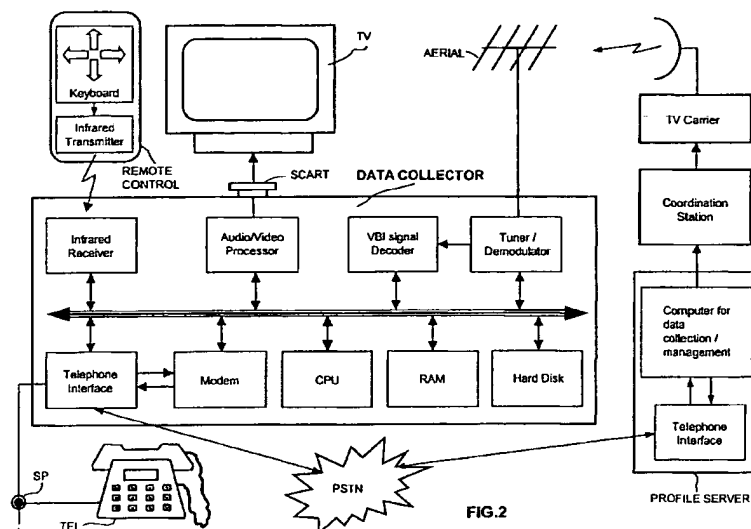 TV
AERIAL
Keyboard
Infrared
Transmitter
REMOTE
CONTROL
SCART
DATA COLLECTOR
TV Carrier
Coordination
Station
Infrared
Receiver
Audio/Video
Processor
VBI signal
Decoder
Tuner /
Demodulator
Computer for
data
collection /
management
Telephone
Interface
Modem
CPU
RAM
Hard Disk
Telephone
Interface
PROFILE SERVER
SP
TEL
PSTN
FIG.2